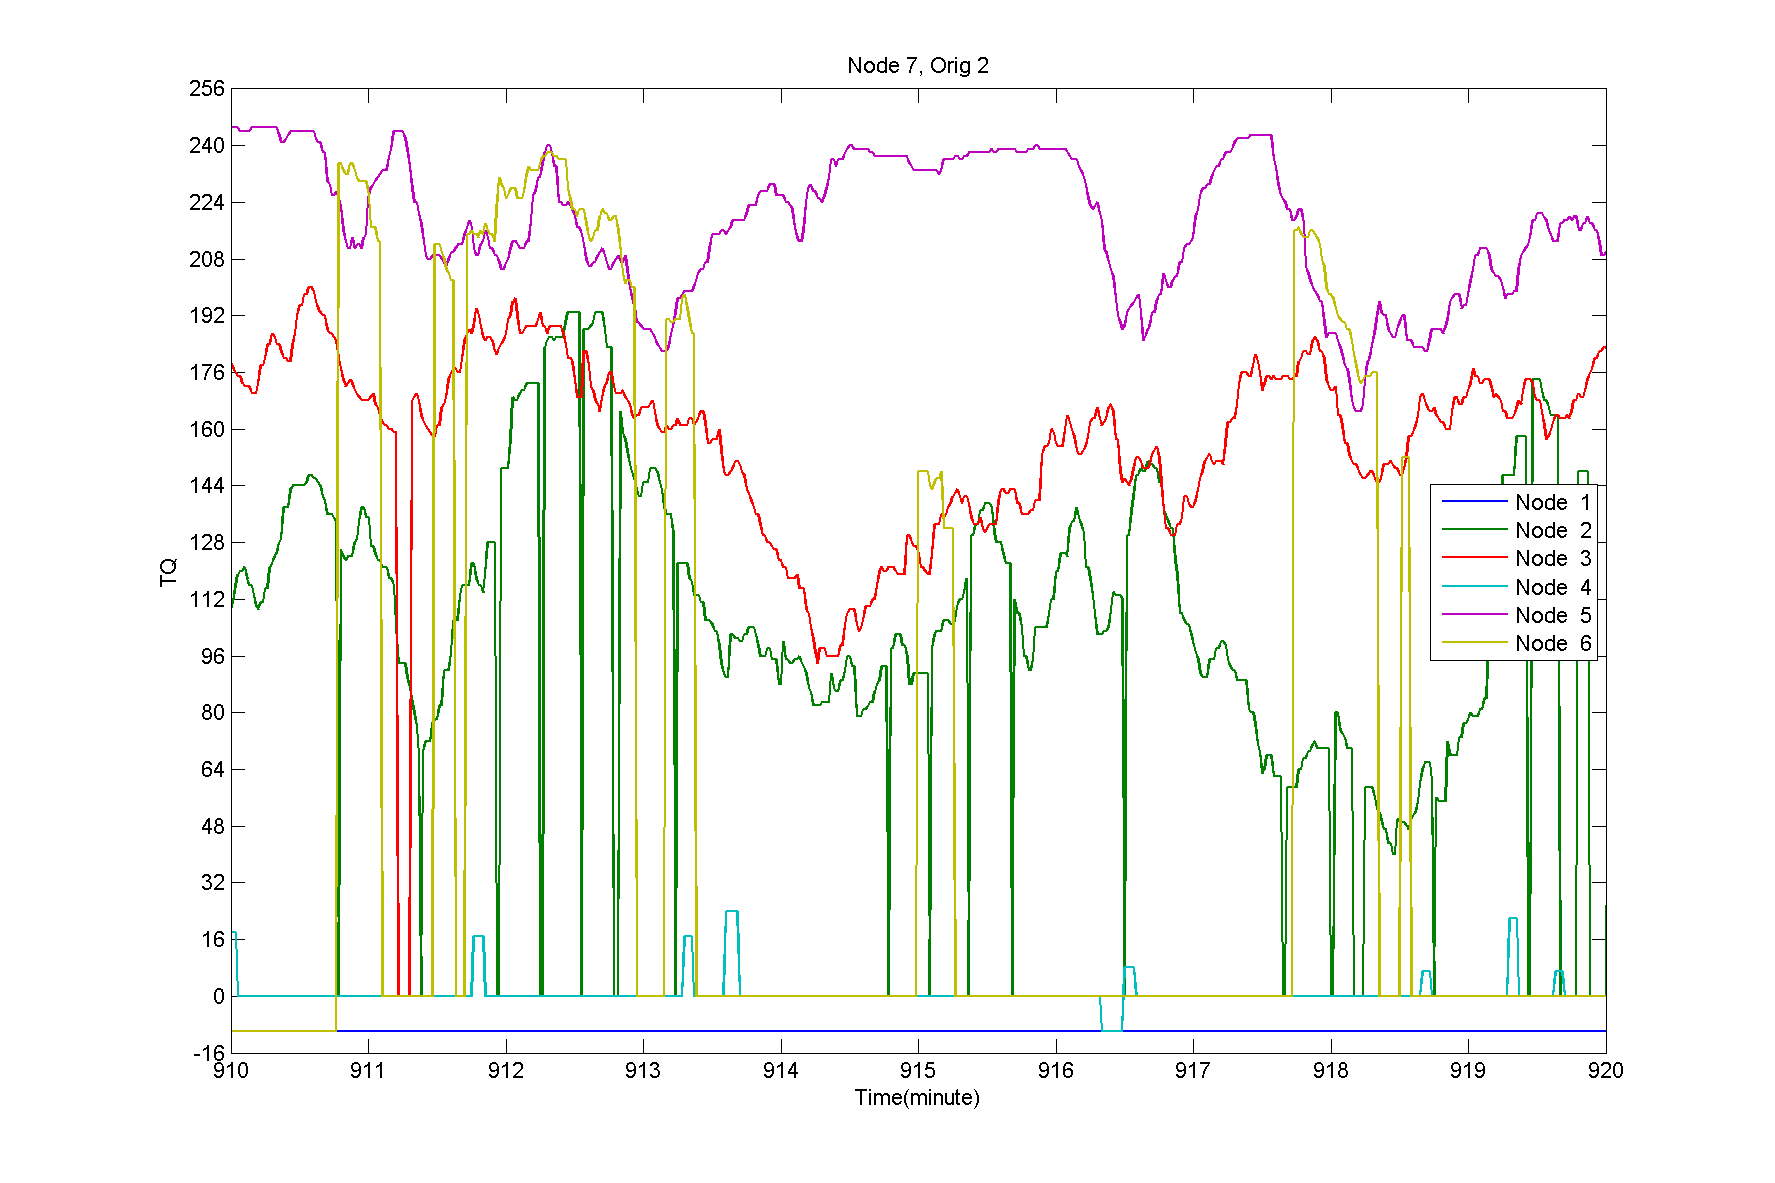 Node 7, Orig 2
256
240
224
208
192
176
160
144
128
112
96
80
64
48
32
16
0
-16
TQ
Node 1
Node 2
Node 3
Node 4
Node 5
Node 6
910 911 912 913 914 915 916 917 918 919 920
Time(minute)